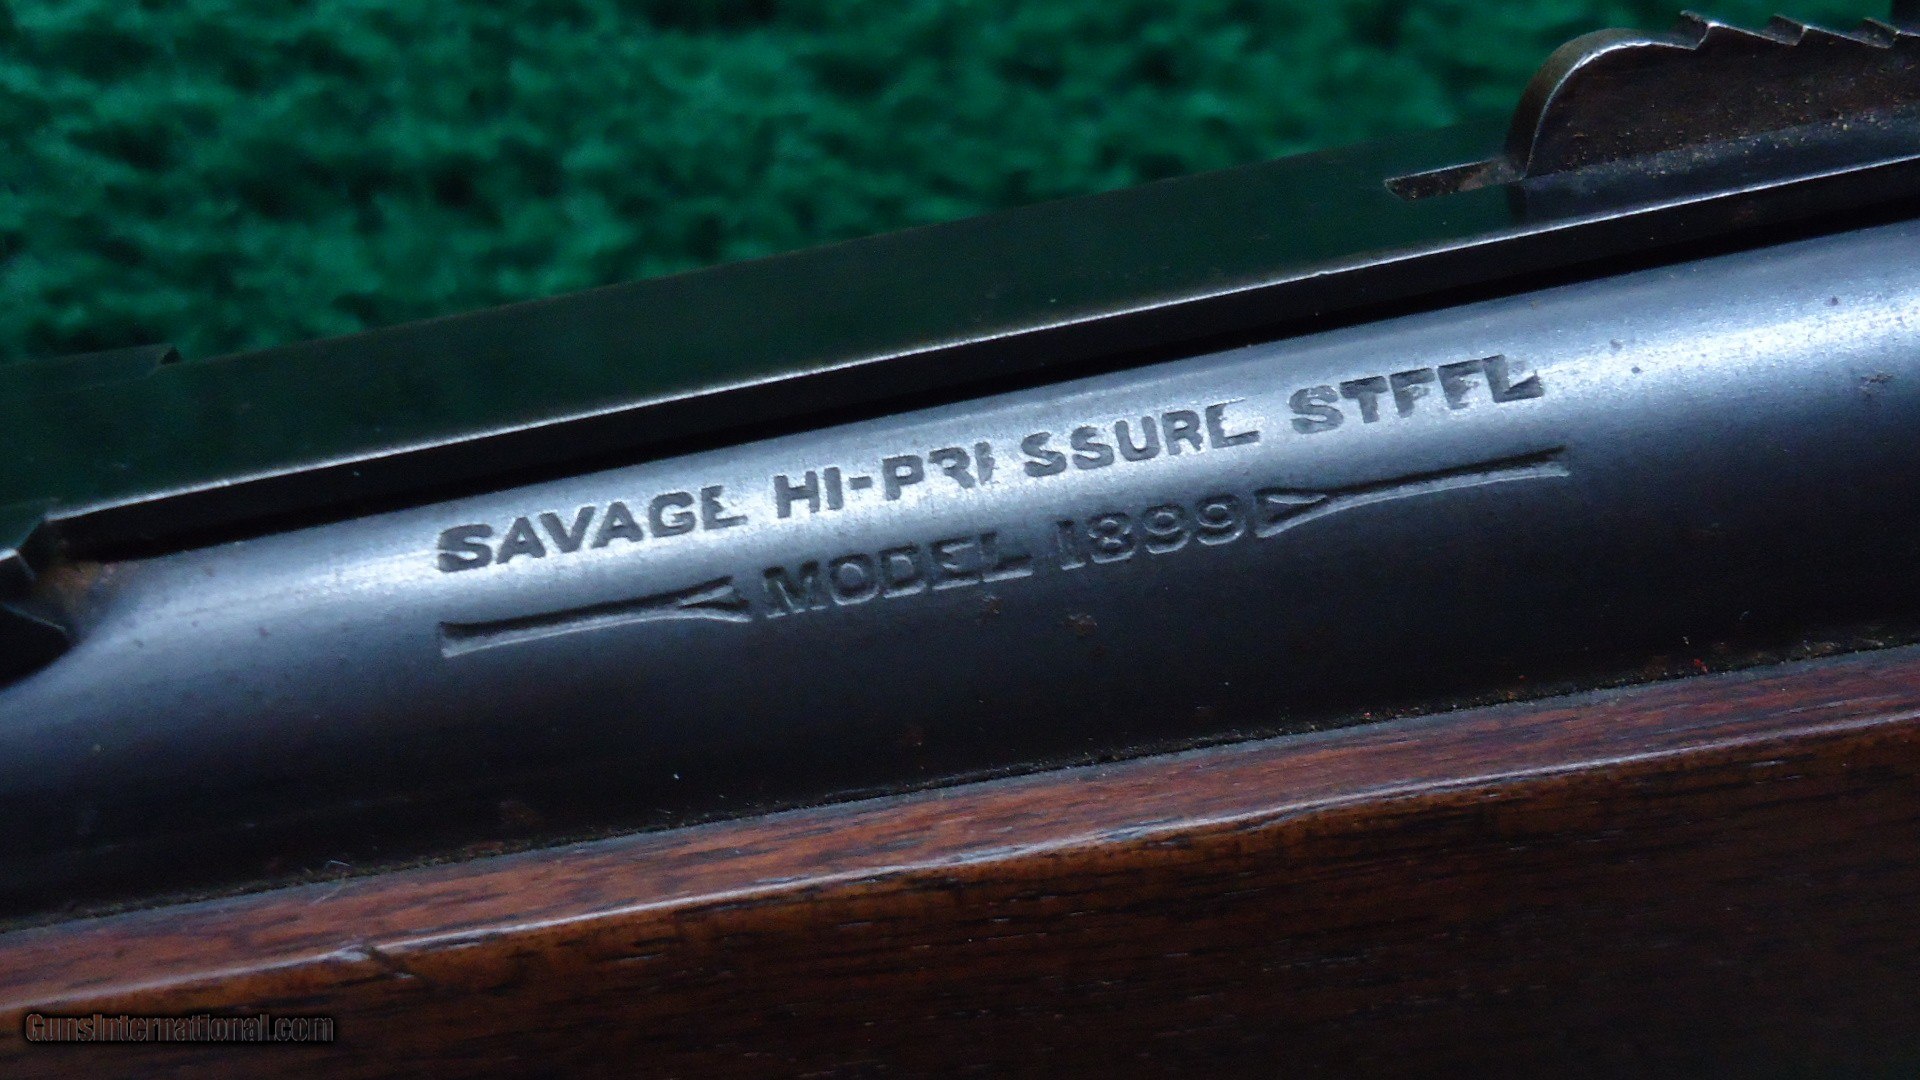 SAVAGE HI-PRESSURE STEEL
MODEL 1899
GunsInternational.com